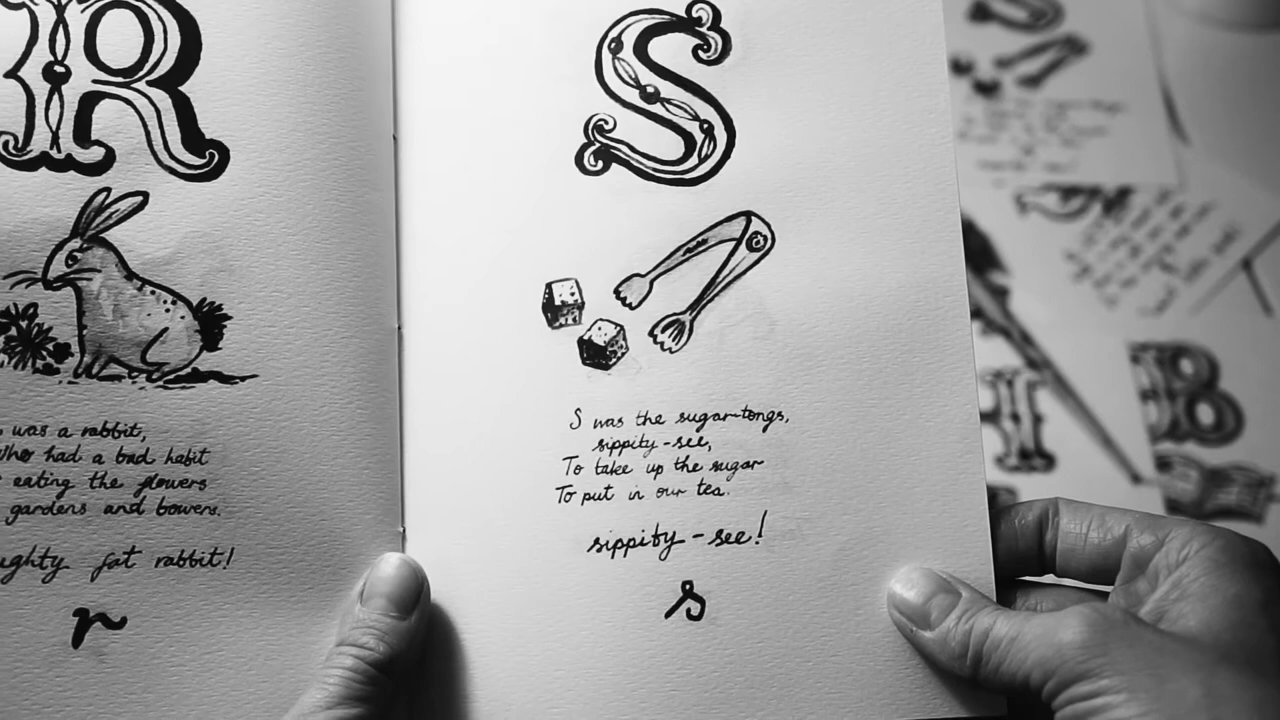 R
was a rabbit,
Who had a bad habit
eating the flowers
gardens and bowers.
fat rabbit!
r
S
S was the sugar-tongs,
sippity-see,
To take up the sugar
To put in our tea.
sippity-see!
s
B